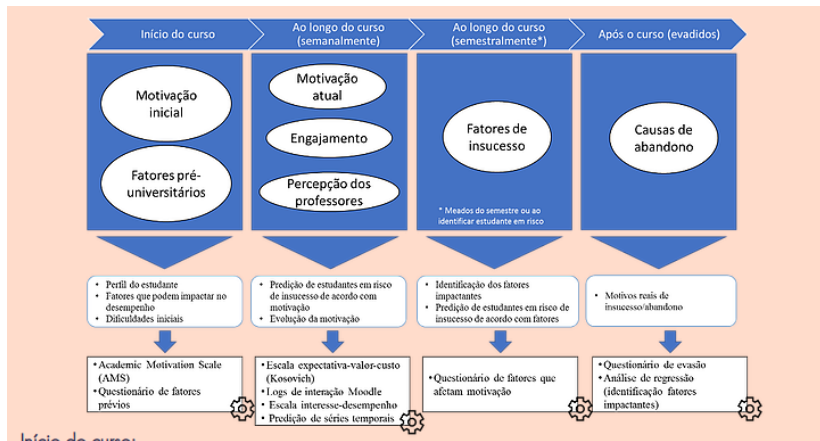 Início do curso
Ao longo do curso
(semanalmente)
Ao longo do curso
(semestralmente*)
Após o curso (evadidos)
Motivação
inicial
Fatores pré-
universitários
Motivação
atual
Engajamento
Percepção dos
professores
Fatores de
insucesso
* Meados do semestre ou ao
identificar estudante em risco
Causas de
abandono
• Perfil do estudante
• Fatores que podem impactar no
desempenho
• Dificuldades iniciais
• Predição de estudantes em risco
de insucesso de acordo com
motivação
• Evolução da motivação
• Identificação dos fatores
impactantes
• Predição de estudantes em risco de
insucesso de acordo com fatores
• Motivos reais de
insucesso/abandono
• Academic Motivation Scale
(AMS)
• Questionário de fatores
prévios
• Escala expectativa-valor-custo
(Kosovich)
• Logs de interação Moodle
• Escala interesse-desempenho
• Predição de séries temporais
• Questionário de fatores que
afetam motivação
• Questionário de evasão
• Análise de regressão
(identificação fatores
impactantes)
Início do curso: